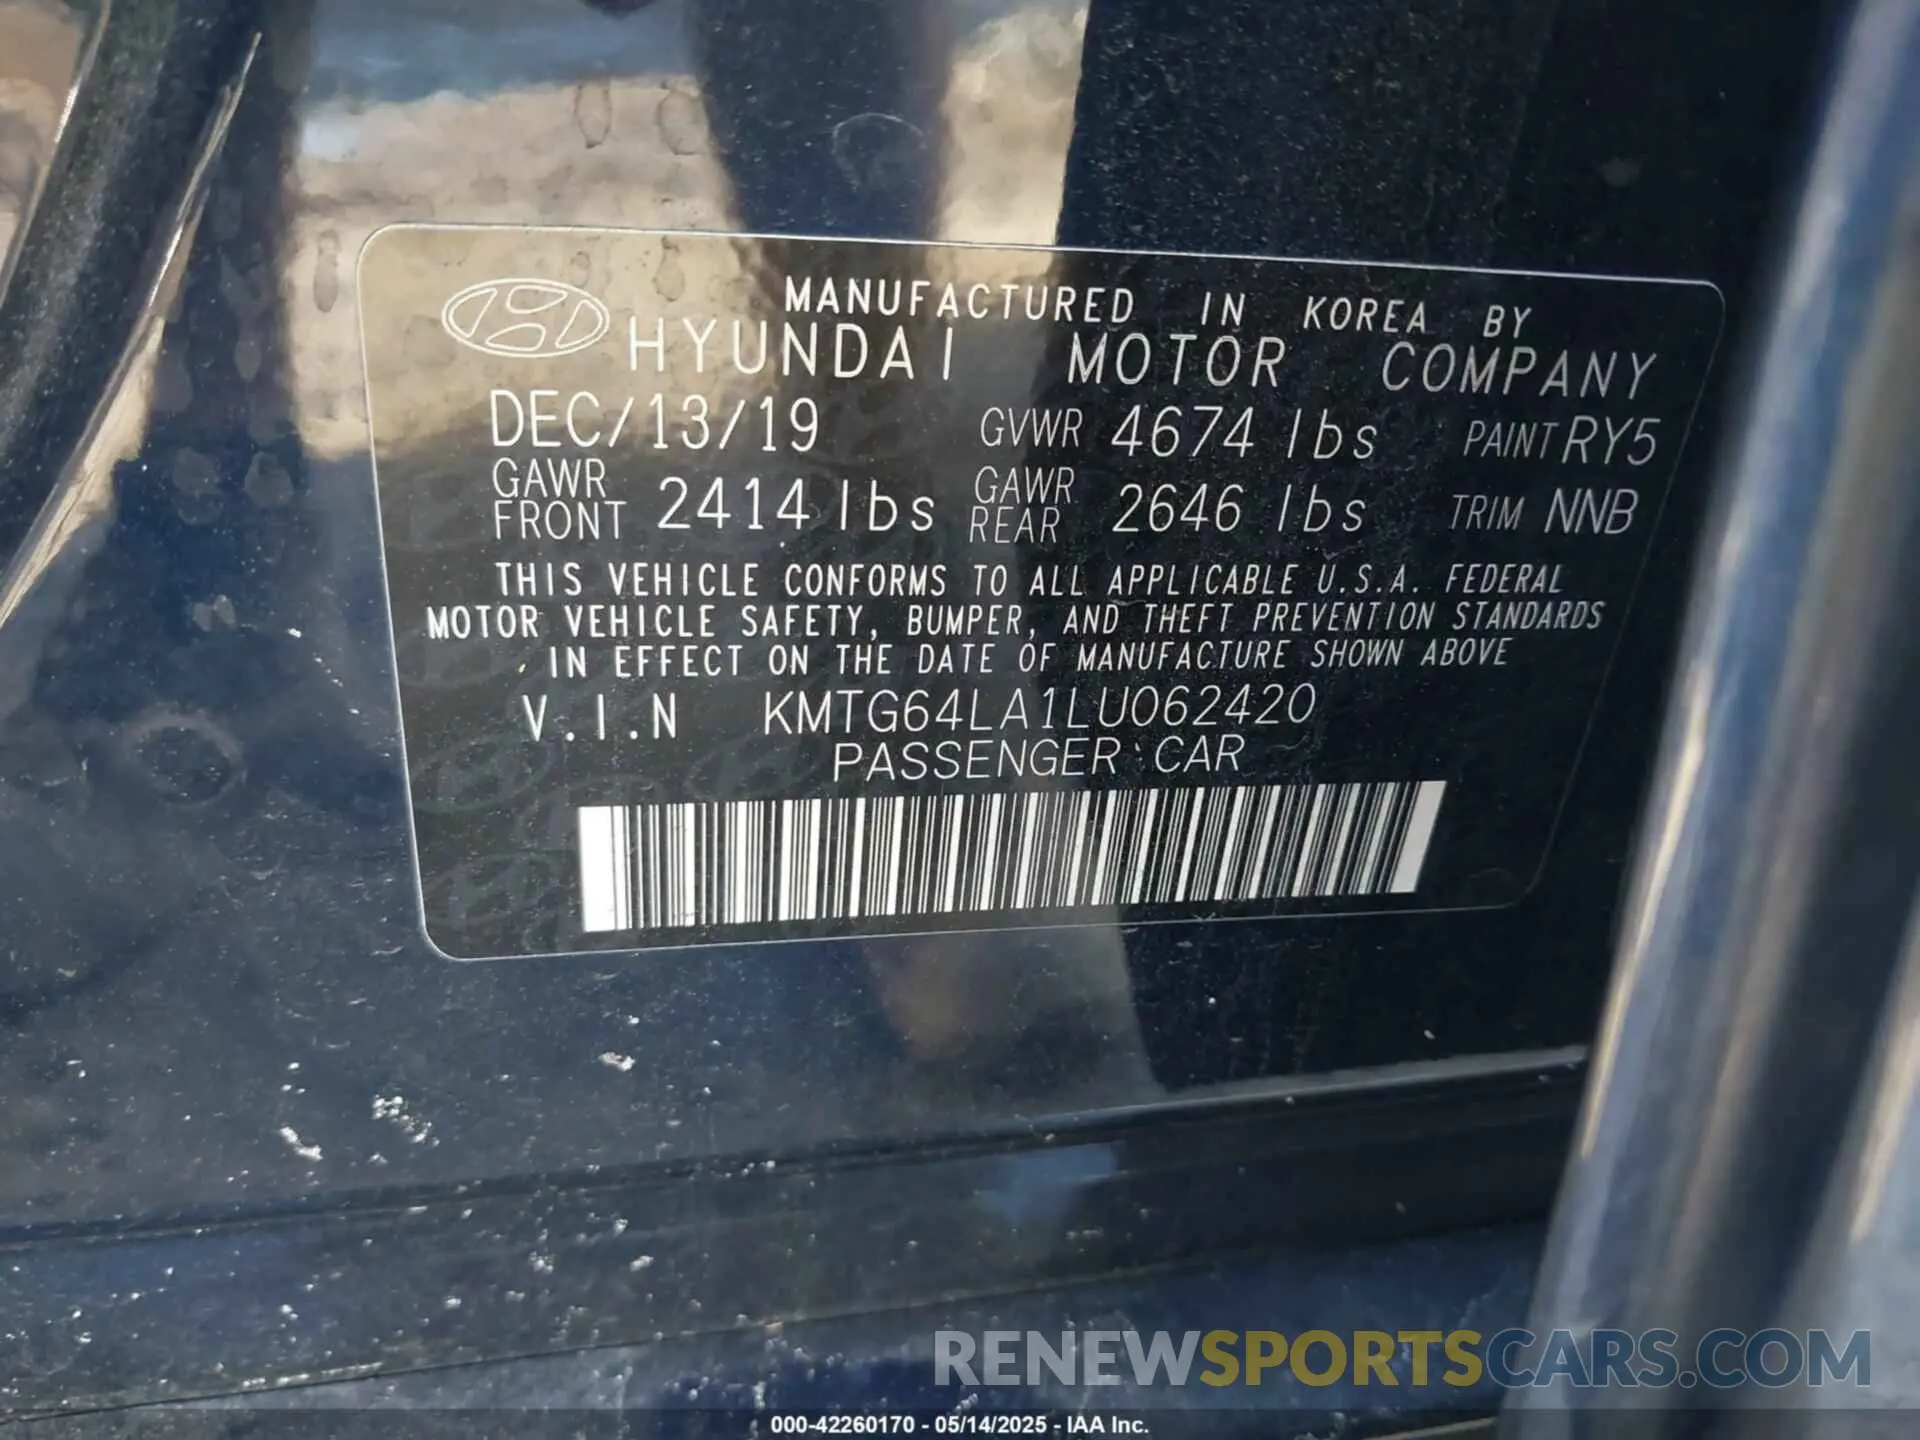 MANUFACTURED IN KOREA BY
HYUNDAI MOTOR COMPANY
DEC/13/19 GVWR 4674 lbs PAINT RY5
GAWR FRONT 2414 lbs GAWR REAR 2646 lbs TRIM NNB
THIS VEHICLE CONFORMS TO ALL APPLICABLE U.S.A. FEDERAL
MOTOR VEHICLE SAFETY, BUMPER, AND THEFT PREVENTION STANDARDS
IN EFFECT ON THE DATE OF MANUFACTURE SHOWN ABOVE
V.I.N KMTG64LA1LU062420
PASSENGER CAR
RENEWSPORTSCARS.COM
000-42260170 - 05/14/2025 - IAA Inc.